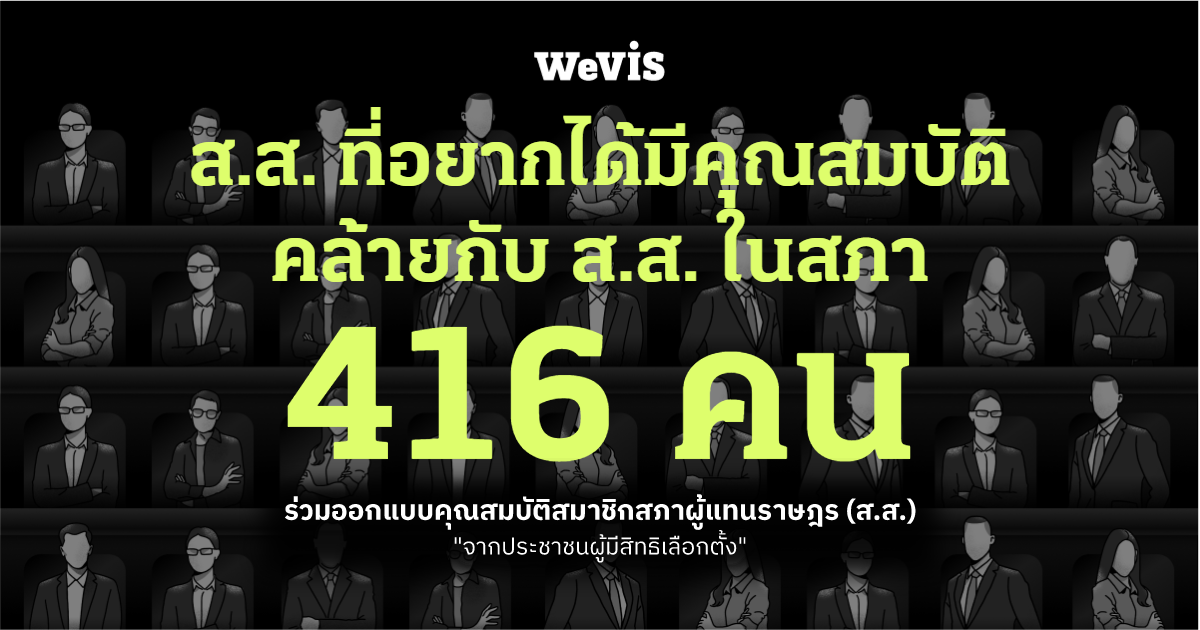 WeVIS
ส.ส. ที่อยากได้มีคุณสมบัติ
คล้ายกับ ส.ส. ในสภา
416 คน
ร่วมออกแบบคุณสมบัติสมาชิกสภาผู้แทนราษฎร (ส.ส.)
"จากประชาชนผู้มีสิทธิเลือกตั้ง"